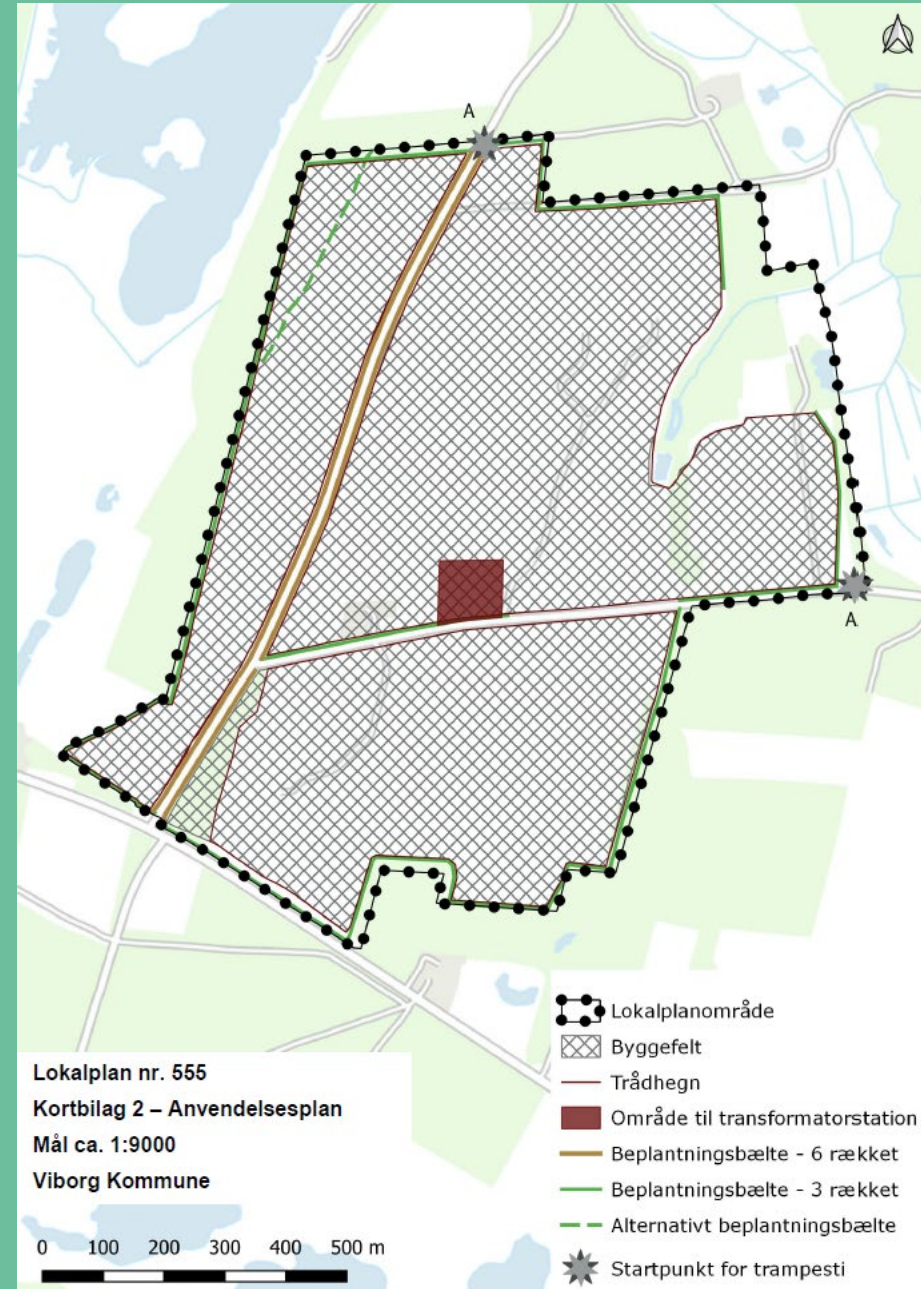 A
A
Lokalplanområde
Byggefelt
Trådhegn
Område til transformatorstation
Beplantningsbælte - 6 rækket
Beplantningsbælte - 3 rækket
Alternativt beplantningsbælte
Startpunkt for trampesti
Lokalplan nr. 555
Kortbilag 2 – Anvendelsesplan
Mål ca. 1:9000
Viborg Kommune
0 100 200 300 400 500 m